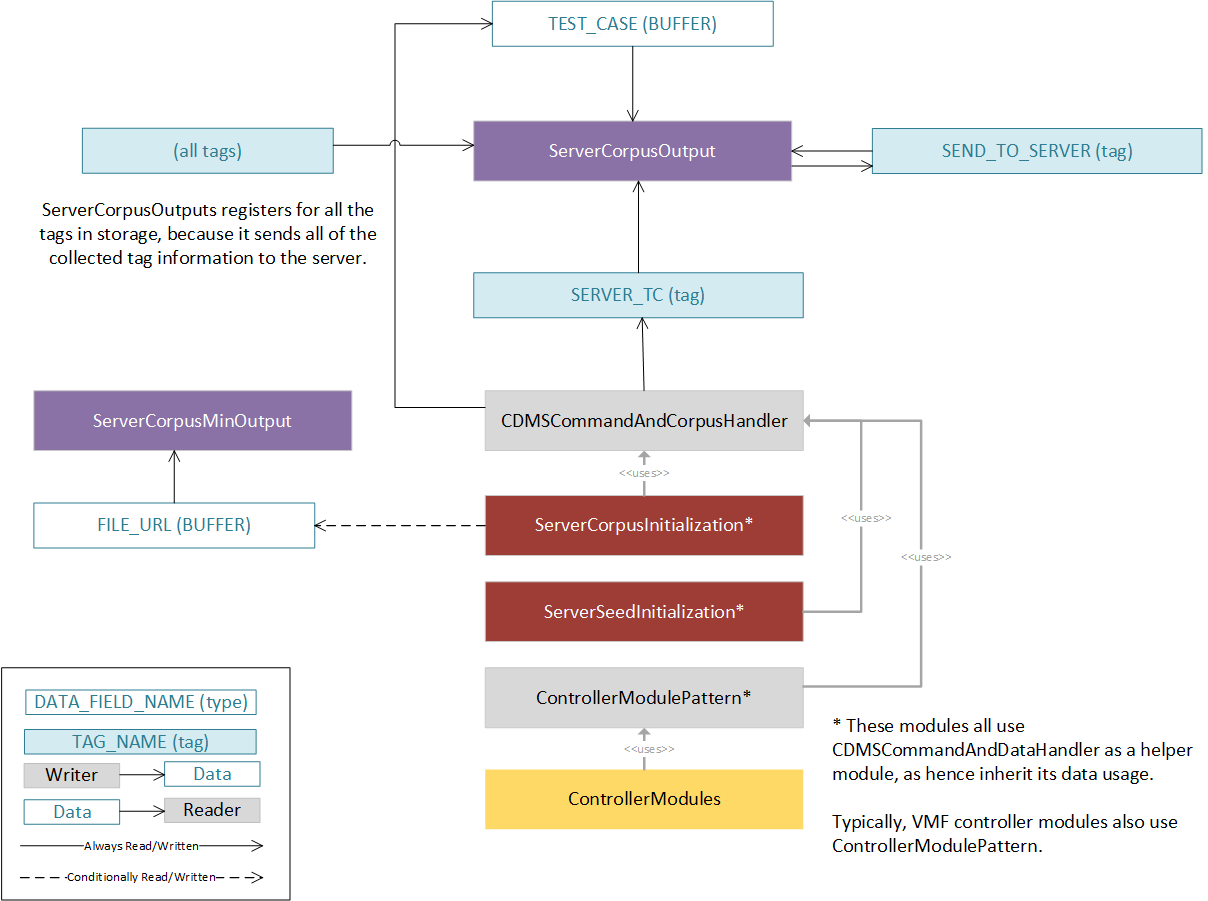 TEST_CASE (BUFFER)
(all tags)
ServerCorpusOutput
SEND_TO_SERVER (tag)
ServerCorpusOutputs registers for all the
tags in storage, because it sends all of the
collected tag information to the server.
SERVER_TC (tag)
ServerCorpusMinOutput
CDMSCommandAndCorpusHandler
<<uses>>
FILE_URL (BUFFER)
ServerCorpusInitialization*
<<uses>>
<<uses>>
ServerSeedInitialization*
ControllerModulePattern*
<<uses>>
ControllerModules
* These modules all use
CDMSCommandAndDataHandler as a helper
module, as hence inherit its data usage.
Typically, VMF controller modules also use
ControllerModulePattern.
DATA_FIELD_NAME (type)
TAG_NAME (tag)
Writer Data
Data Reader
Always Read/Written
Conditionally Read/Written